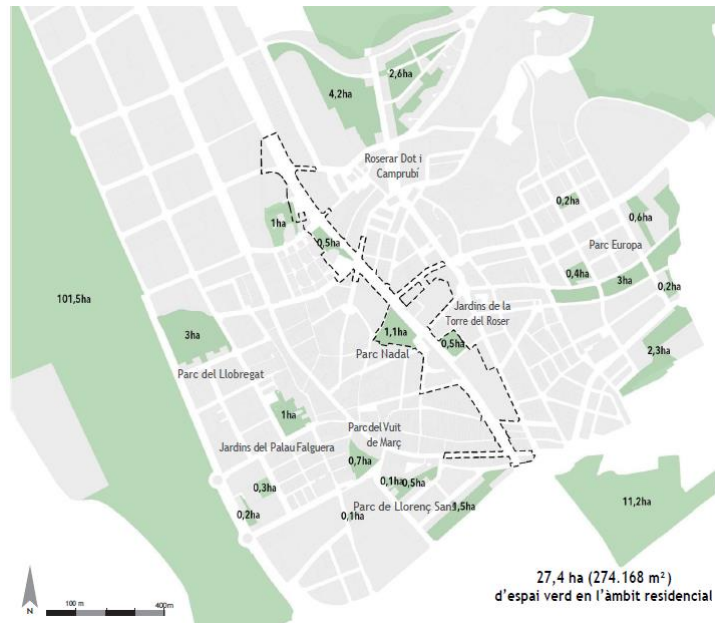 2,6ha
4,2ha
Roserar Dot i
Camprubí
0,2ha
0,6ha
1ha
0,5ha
Parc Europa
0,4ha
3ha
0,2ha
101,5ha
Jardins de la
Torre del Roser
3ha
1,1ha
0,5ha
Parc Nadal
2,3ha
Parc del Llobregat
1ha
Parc del Vuit
de Març
Jardins del Palau Falguera
0,7ha
0,1ha
0,5ha
0,3ha
Parc de Llorenç Sans
1,5ha
11,2ha
0,2ha
0,1ha
27,4 ha (274.168 m²)
d'espai verd en l'àmbit residencial
N
100 m
400m